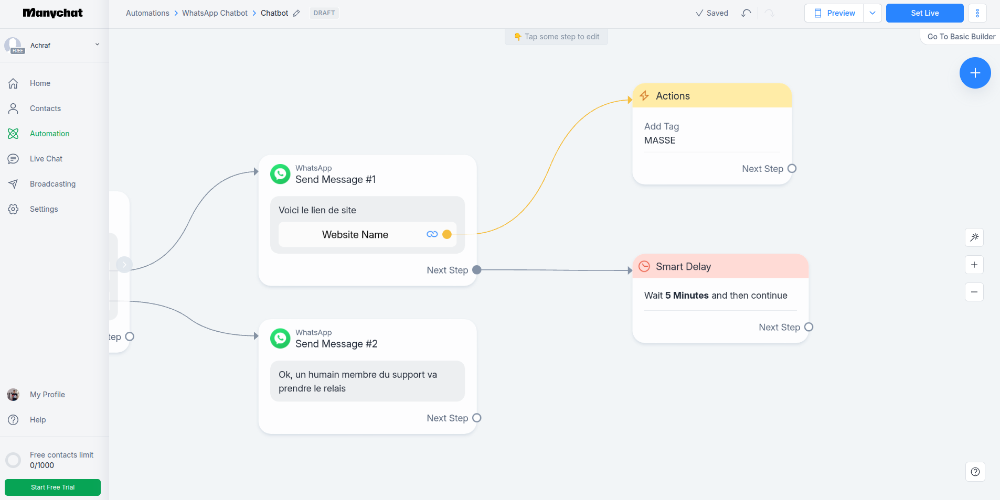 Manychat
Automations
WhatsApp Chatbot
Chatbot
DRAFT
Saved
Preview
Set Live
👇 Tap some step to edit
Go To Basic Builder
FREE
Achraf
Home
Contacts
Automation
Live Chat
Broadcasting
Settings
My Profile
Help
Free contacts limit
0/1000
Start Free Trial
tep
WhatsApp
Send Message #1
Voici le lien de site
Website Name
Next Step
WhatsApp
Send Message #2
Ok, un humain membre du support va
prendre le relais
Next Step
Actions
Add Tag
MASSE
Next Step
Smart Delay
Wait 5 Minutes and then continue
Next Step